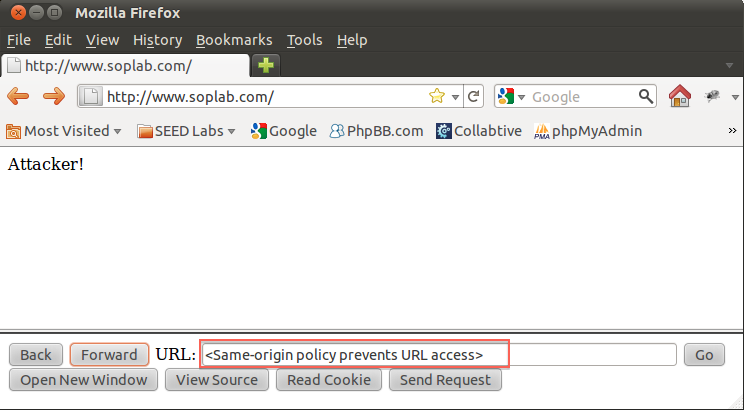 Mozilla Firefox
File Edit View History Bookmarks Tools Help
http://www.soplab.com/
http://www.soplab.com/ Google
Most Visited SEED Labs Google PhpBB.com Collabtive PMA phpMyAdmin »
Attacker!
Back Forward URL: <Same-origin policy prevents URL access> Go
Open New Window View Source Read Cookie Send Request